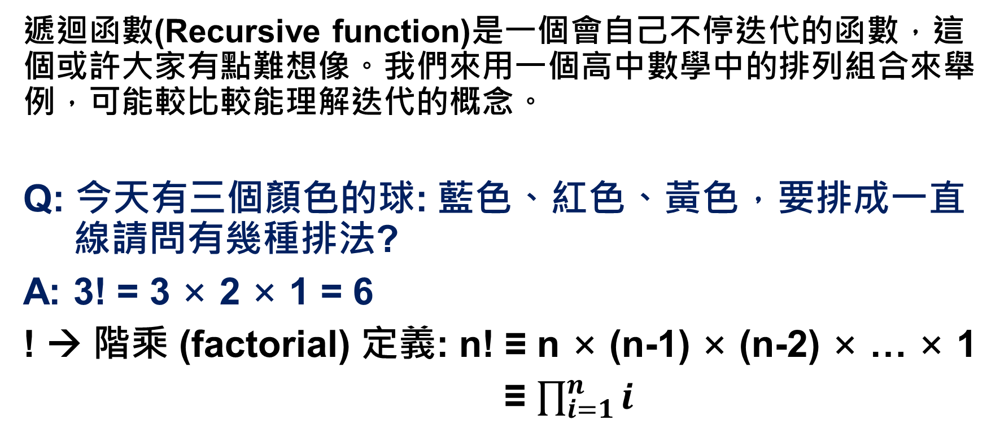 遞迴函數(Recursive function)是一個會自己不停迭代的函數，這
個或許大家有點難想像。我們來用一個高中數學中的排列組合來舉
例，可能較比較能理解迭代的概念。
Q: 今天有三個顏色的球: 藍色、紅色、黃色，要排成一直
線請問有幾種排法?
A: 3! = 3 × 2 × 1 = 6
! → 階乘 (factorial) 定義: n! ≡ n × (n-1) × (n-2) × … × 1
≡ ∏ⁿᵢ₌₁ i